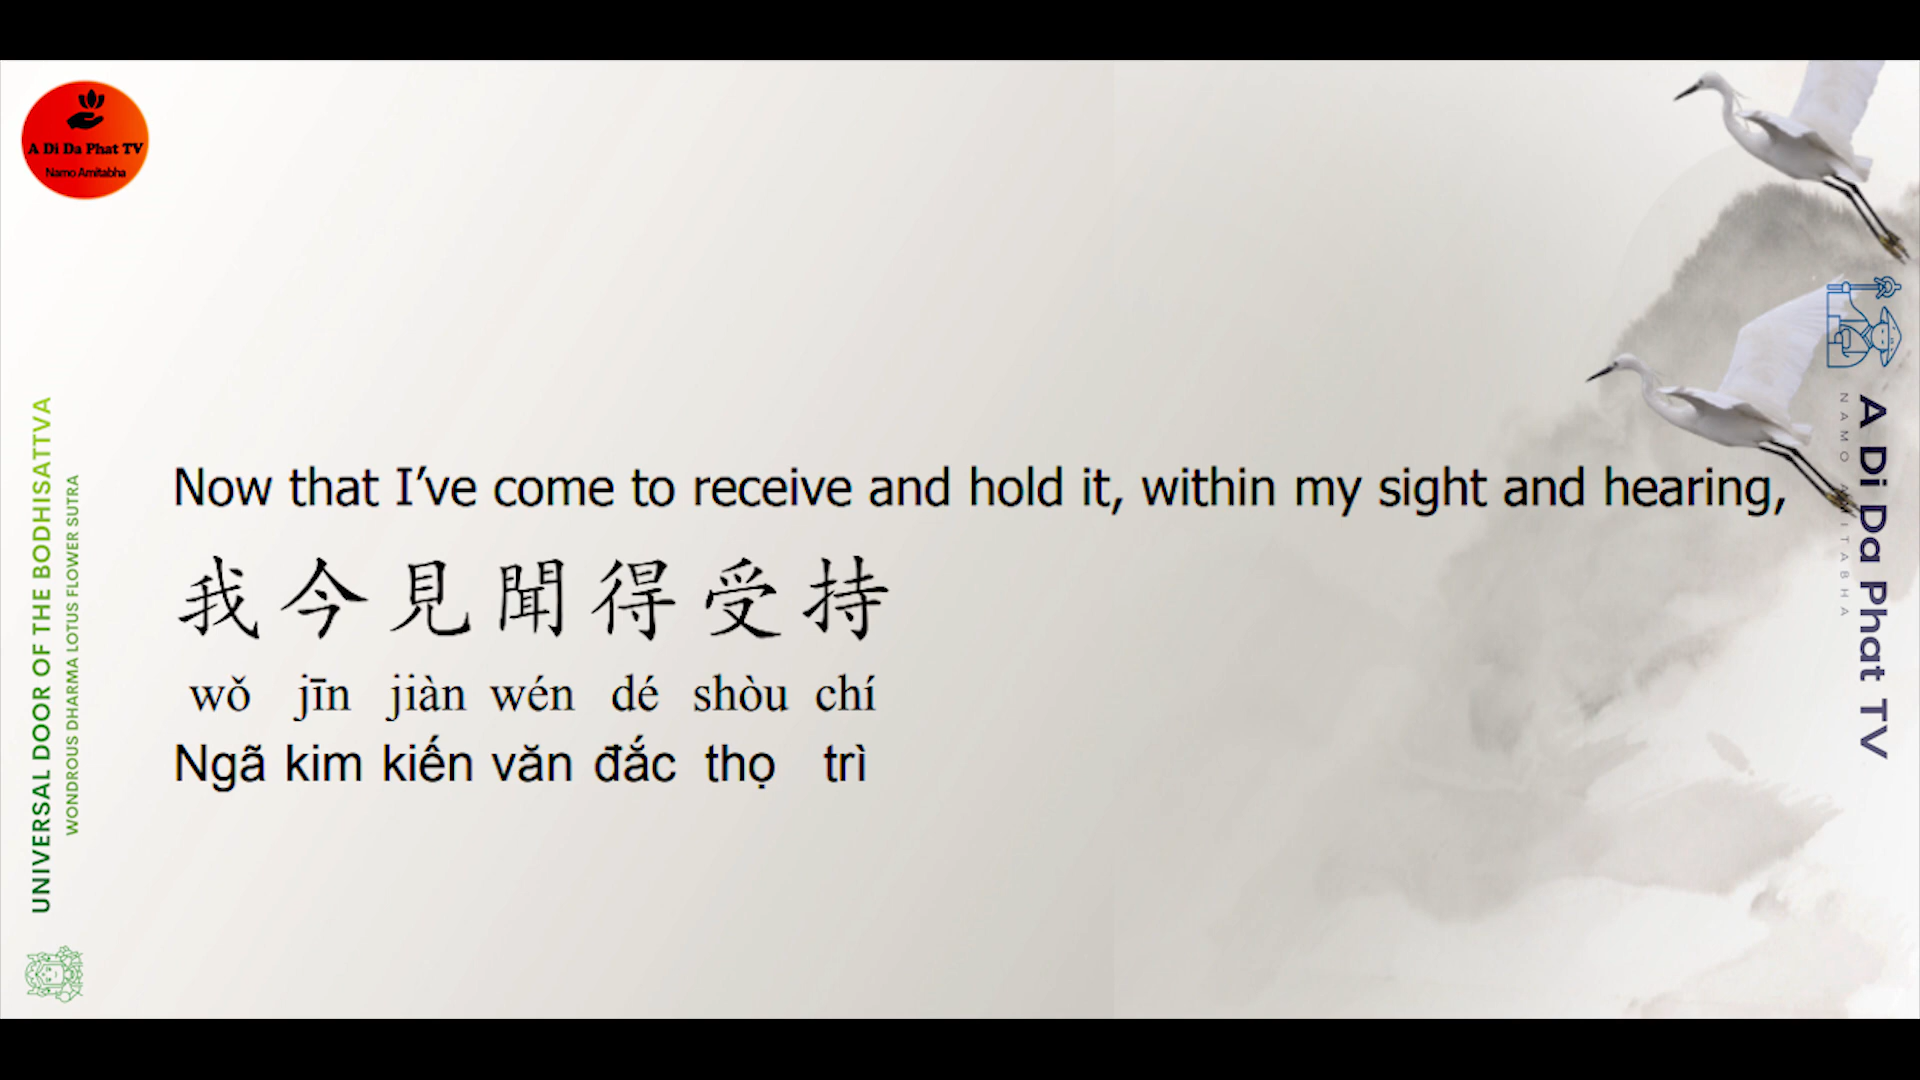 A Di Da Phat TV
Namo Amitabha
UNIVERSAL DOOR OF THE BODHISATTVA
WONDROUS DHARMA LOTUS FLOWER SUTRA
Now that I’ve come to receive and hold it, within my sight and hearing,
我今見聞得受持
wǒ jīn jiàn wén dé shòu chí
Ngã kim kiến văn đắc thọ trì
A Di Da Phat TV
NAMO AMITABHA